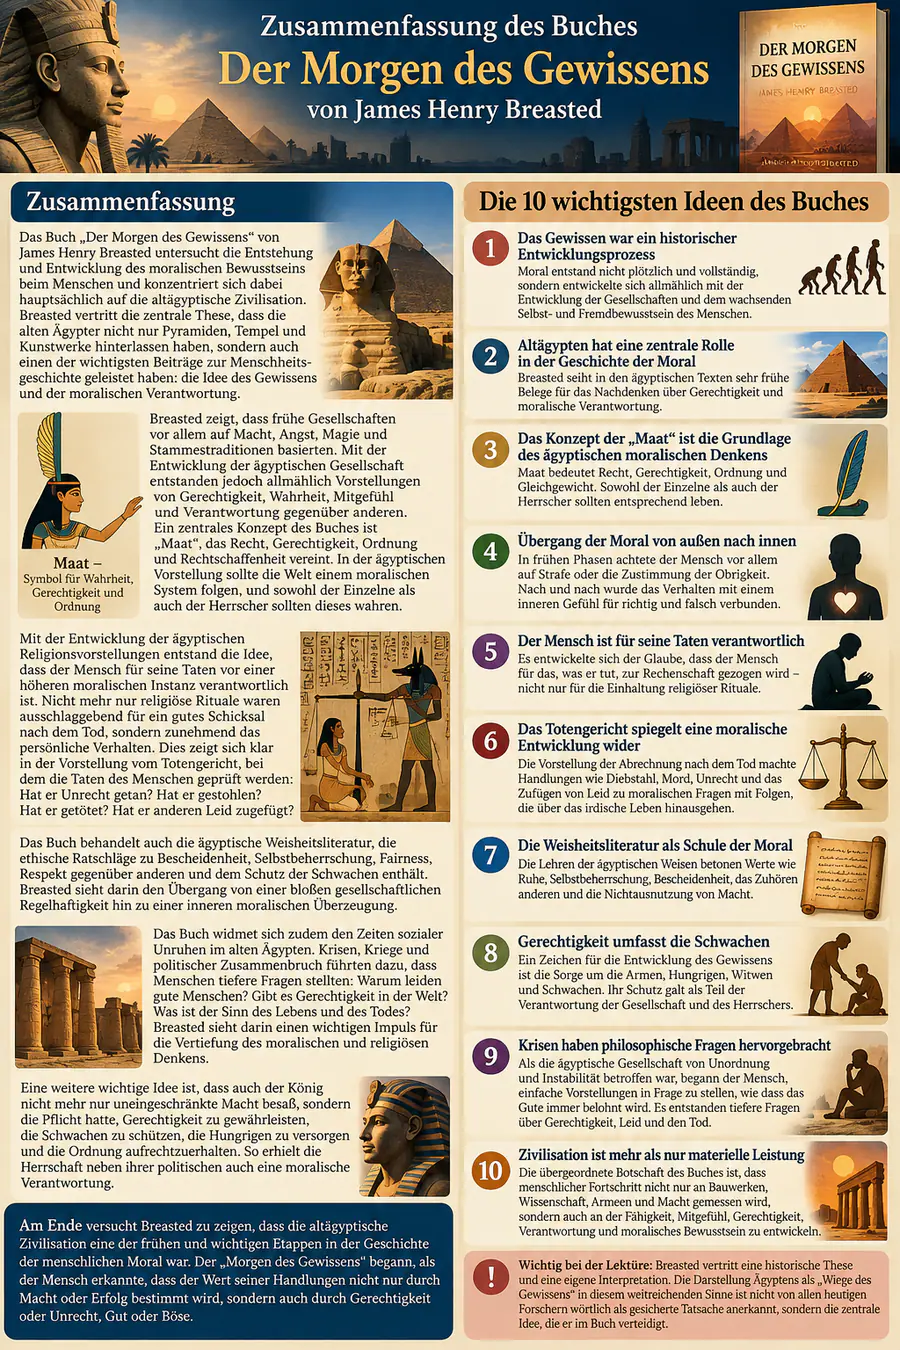 Zusammenfassung des Buches
Der Morgen des Gewissens
von James Henry Breasted
DER MORGEN
DES GEWISSENS
JAMES HENRY BREASTED
Zusammenfassung
Das Buch „Der Morgen des Gewissens“ von
James Henry Breasted untersucht die Entstehung
und Entwicklung des moralischen Bewusstseins
beim Menschen und konzentriert sich dabei
hauptsächlich auf die altägyptische Zivilisation.
Breasted vertritt die zentrale These, dass die
alten Ägypter nicht nur Pyramiden, Tempel und
Kunstwerke hinterlassen haben, sondern auch
einen der wichtigsten Beiträge zur Menschheits-
geschichte geleistet haben: die Idee des Gewissens
und der moralischen Verantwortung.
Maat –
Symbol für Wahrheit,
Gerechtigkeit und
Ordnung
Breasted zeigt, dass frühe Gesellschaften
vor allem auf Macht, Angst, Magie und
Stammestraditionen basierten. Mit der
Entwicklung der ägyptischen Gesellschaft
entstanden jedoch allmählich Vorstellungen
von Gerechtigkeit, Wahrheit, Mitgefühl
und Verantwortung gegenüber anderen.
Ein zentrales Konzept des Buches ist
„Maat“, das Recht, Gerechtigkeit, Ordnung
und Rechtschaffenheit vereint. In der ägyptischen
Vorstellung sollte die Welt einem moralischen
System folgen, und sowohl der Einzelne als
auch der Herrscher sollten dieses wahren.
Mit der Entwicklung der ägyptischen
Religionsvorstellungen entstand die Idee,
dass der Mensch für seine Taten vor einer
höheren moralischen Instanz verantwortlich
ist. Nicht mehr nur religiöse Rituale waren
ausschlaggebend für ein gutes Schicksal
nach dem Tod, sondern zunehmend das
persönliche Verhalten. Dies zeigt sich klar
in der Vorstellung vom Totengericht, bei
dem die Taten des Menschen geprüft werden:
Hat er Unrecht getan? Hat er gestohlen?
Hat er getötet? Hat er anderen Leid zugefügt?
Das Buch behandelt auch die ägyptische Weisheitsliteratur, die
ethische Ratschläge zu Bescheidenheit, Selbstbeherrschung, Fairness,
Respekt gegenüber anderen und dem Schutz der Schwachen enthält.
Breasted sieht darin den Übergang von einer bloßen gesellschaftlichen
Regelhaftigkeit hin zu einer inneren moralischen Überzeugung.
Das Buch widmet sich zudem den Zeiten sozialer
Unruhen im alten Ägypten. Krisen, Kriege und
politischer Zusammenbruch führten dazu, dass
Menschen tiefere Fragen stellten: Warum leiden
gute Menschen? Gibt es Gerechtigkeit in der Welt?
Was ist der Sinn des Lebens und des Todes?
Breasted sieht darin einen wichtigen Impuls für
die Vertiefung des moralischen und religiösen
Denkens.
Eine weitere wichtige Idee ist, dass auch der König
nicht mehr nur uneingeschränkte Macht besaß, sondern
die Pflicht hatte, Gerechtigkeit zu gewährleisten,
die Schwachen zu schützen, die Hungrigen zu versorgen
und die Ordnung aufrechtzuerhalten. So erhielt die
Herrschaft neben ihrer politischen auch eine moralische
Verantwortung.
Am Ende versucht Breasted zu zeigen, dass die altägyptische
Zivilisation eine der frühen und wichtigen Etappen in der Geschichte
der menschlichen Moral war. Der „Morgen des Gewissens“ begann, als
der Mensch erkannte, dass der Wert seiner Handlungen nicht nur durch
Macht oder Erfolg bestimmt wird, sondern auch durch Gerechtigkeit
oder Unrecht, Gut oder Böse.
Die 10 wichtigsten Ideen des Buches
1
Das Gewissen war ein historischer
Entwicklungsprozess
Moral entstand nicht plötzlich und vollständig,
sondern entwickelte sich allmählich mit der
Entwicklung der Gesellschaften und dem wachsenden
Selbst- und Fremdbewusstsein des Menschen.
2
Altägypten hat eine zentrale Rolle
in der Geschichte der Moral
Breasted seiht in den ägyptischen Texten sehr frühe
Belege für das Nachdenken über Gerechtigkeit und
moralische Verantwortung.
3
Das Konzept der „Maat“ ist die Grundlage
des ägyptischen moralischen Denkens
Maat bedeutet Recht, Gerechtigkeit, Ordnung und
Gleichgewicht. Sowohl der Einzelne als auch der
Herrscher sollten entsprechend leben.
4
Übergang der Moral von außen nach innen
In frühen Phasen achtete der Mensch vor allem
auf Strafe oder die Zustimmung der Obrigkeit.
Nach und nach wurde das Verhalten mit einem
inneren Gefühl für richtig und falsch verbunden.
5
Der Mensch ist für seine Taten verantwortlich
Es entwickelte sich der Glaube, dass der Mensch
für das, was er tut, zur Rechenschaft gezogen wird –
nicht nur für die Einhaltung religiöser Rituale.
6
Das Totengericht spiegelt eine moralische
Entwicklung wider
Die Vorstellung der Abrechnung nach dem Tod machte
Handlungen wie Diebstahl, Mord, Unrecht und das
Zufügen von Leid zu moralischen Fragen mit Folgen,
die über das irdische Leben hinausgehen.
7
Die Weisheitsliteratur als Schule der Moral
Die Lehren der ägyptischen Weisen betonen Werte wie
Ruhe, Selbstbeherrschung, Bescheidenheit, das Zuhören
anderen und die Nichtausnutzung von Macht.
8
Gerechtigkeit umfasst die Schwachen
Ein Zeichen für die Entwicklung des Gewissens
ist die Sorge um die Armen, Hungrigen, Witwen
und Schwachen. Ihr Schutz galt als Teil der
Verantwortung der Gesellschaft und des Herrschers.
9
Krisen haben philosophische Fragen hervorgebracht
Als die ägyptische Gesellschaft von Unordnung
und Instabilität betroffen war, begann der Mensch,
einfache Vorstellungen in Frage zu stellen, wie dass das
Gute immer belohnt wird. Es entstanden tiefere Fragen
über Gerechtigkeit, Leid und den Tod.
10
Zivilisation ist mehr als nur materielle Leistung
Die übergeordnete Botschaft des Buches ist, dass
menschlicher Fortschritt nicht nur an Bauwerken,
Wissenschaft, Armeen und Macht gemessen wird,
sondern auch an der Fähigkeit, Mitgefühl, Gerechtigkeit,
Verantwortung und moralisches Bewusstsein zu entwickeln.
!
Wichtig bei der Lektüre: Breasted vertritt eine historische These
und eine eigene Interpretation. Die Darstellung Ägyptens als „Wiege des
Gewissens“ in diesem weitreichenden Sinne ist nicht von allen heutigen
Forschern wörtlich als gesicherte Tatsache anerkannt, sondern die zentrale
Idee, die er im Buch verteidigt.